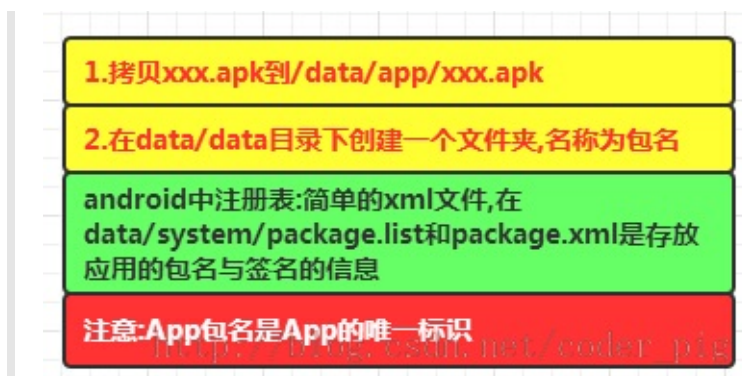 1.拷贝xxx.apk到/data/app/xxx.apk
2.在data/data目录下创建一个文件夹,名称为包名
android中注册表:简单的xml文件,在
data/system/package.list和package.xml是存放
应用的包名与签名的信息
注意:App包名是App的唯一标识
http://blog.csdn.net/coder_pig